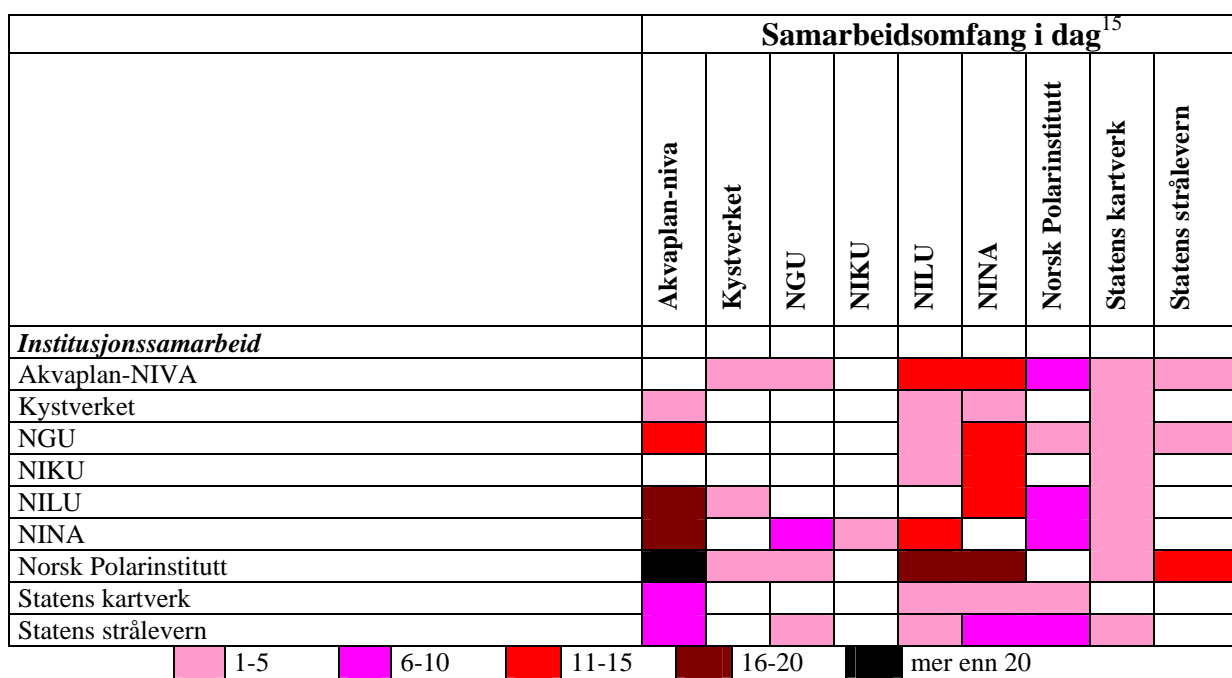 Samarbeidsomfang i dag15
Akvaplan-niva
Kystverket
NGU
NIKU
NILU
NINA
Norsk Polarinstitutt
Statens kartverk
Statens strålevern
Institusjonssamarbeid
Akvaplan-NIVA
Kystverket
NGU
NIKU
NILU
NINA
Norsk Polarinstitutt
Statens kartverk
Statens strålevern
1-5 6-10 11-15 16-20 mer enn 20